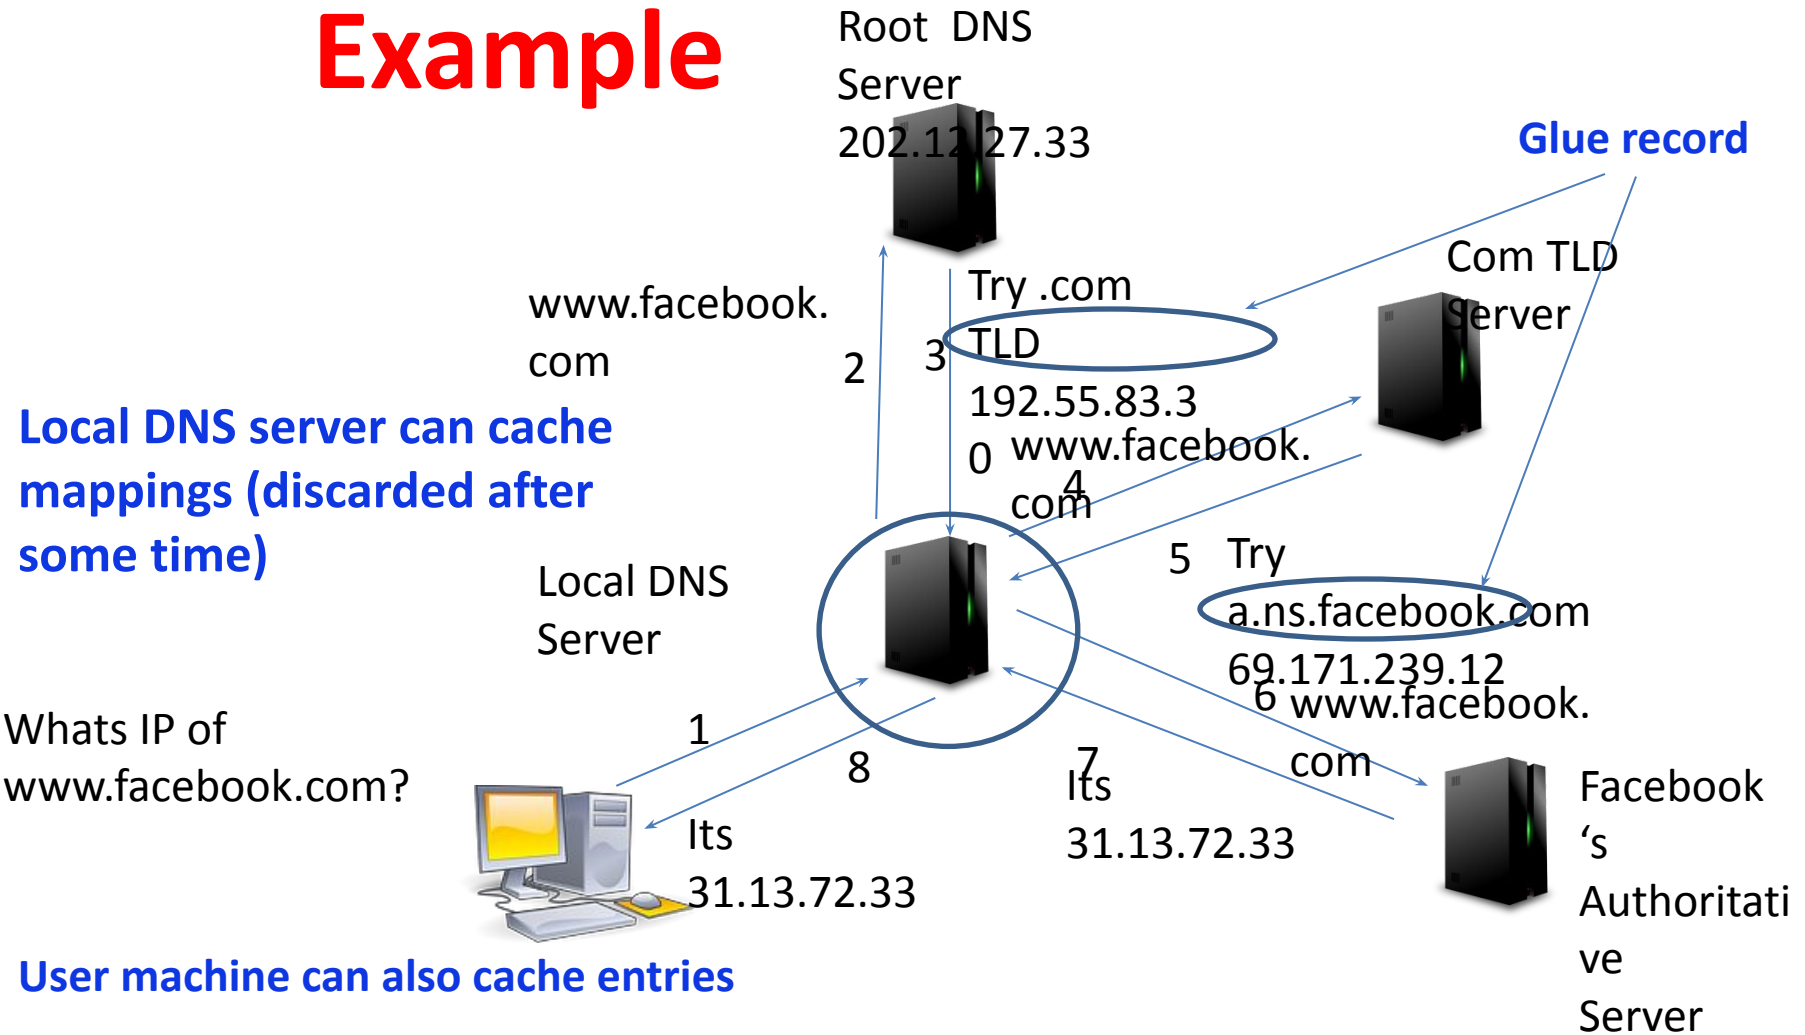 Example
Root DNS
Server
202.12.27.33
Glue record
Com TLD
Server
www.facebook.
com
2
3
Try .com
TLD
192.55.83.3
0
www.facebook.
com
4
Local DNS server can cache
mappings (discarded after
some time)
Local DNS
Server
5
Try
a.ns.facebook.com
69.171.239.12
6
www.facebook.
com
Whats IP of
www.facebook.com?
1
8
7
Its
31.13.72.33
Its
31.13.72.33
Facebook
‘s
Authoritati
ve
Server
User machine can also cache entries